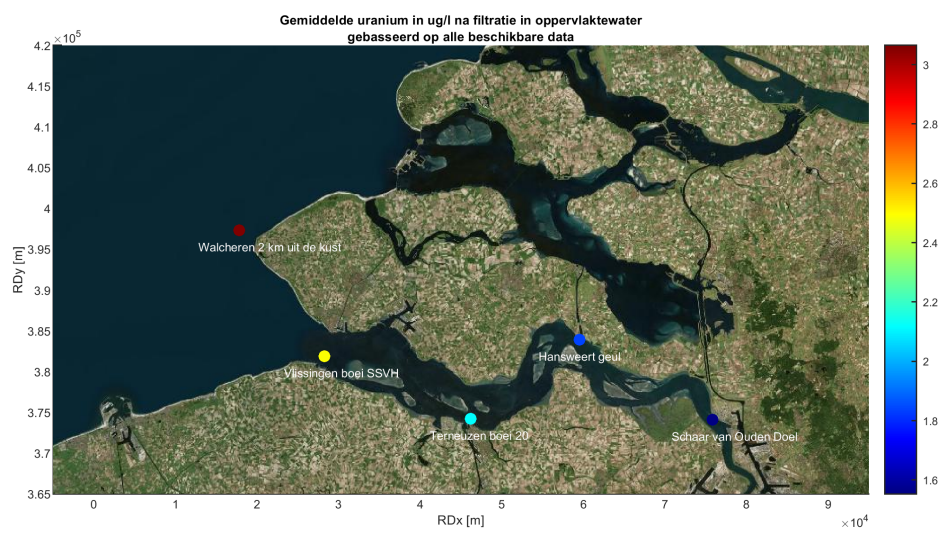 Gemiddelde uranium in ug/l na filtratie in oppervlaktewater
gebasseerd op alle beschikbare data
×10^5
4.2
4.15
4.1
4.05
4
3.95
3.9
3.85
3.8
3.75
3.7
3.65
RDy [m]
Walcheren 2 km uit de kust
Vlissingen boei SSVH
Hansweert geul
Terneuzen boei 20
Schaar van Ouden Doel
0 1 2 3 4 5 6 7 8 9
RDx [m]
×10^4
3
2.8
2.6
2.4
2.2
2
1.8
1.6